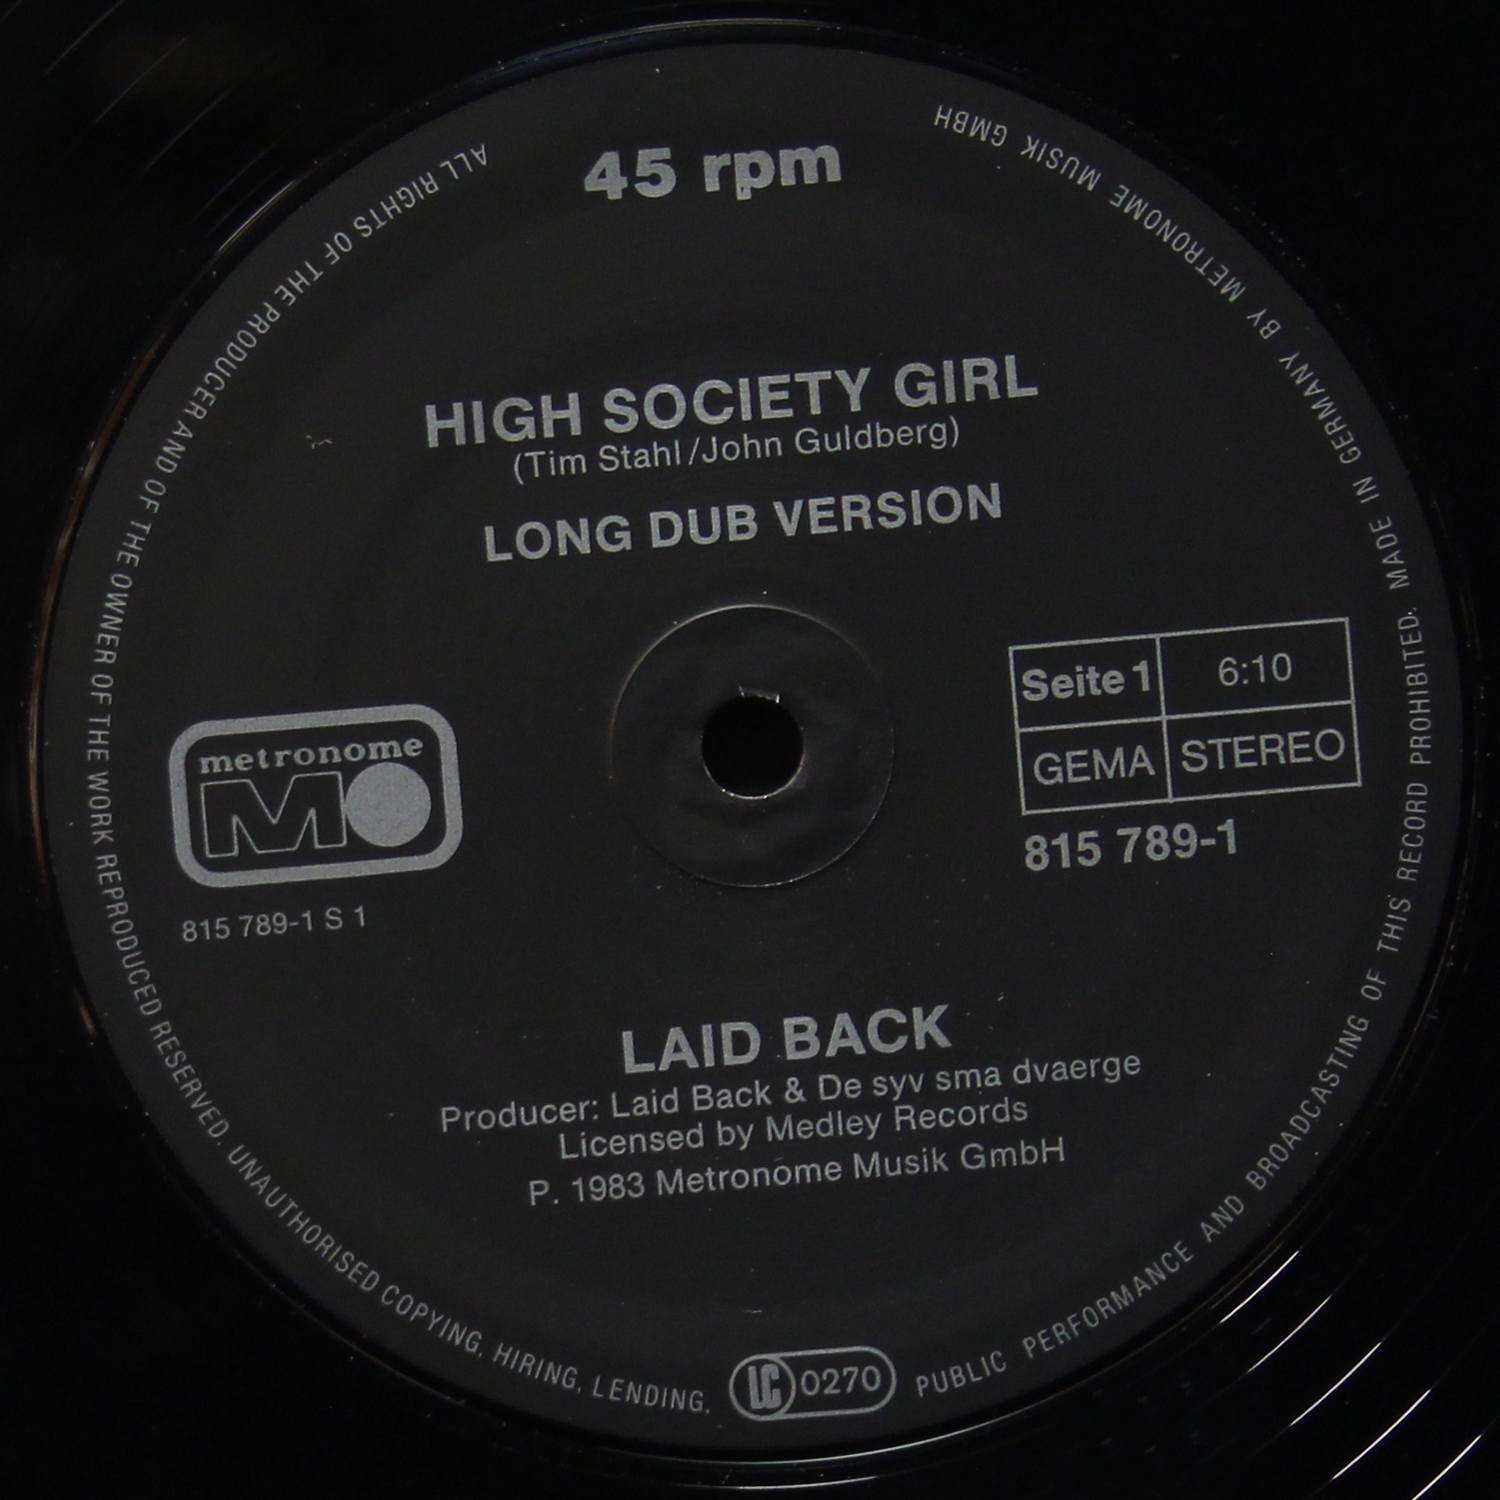 45 rpm
HIGH SOCIETY GIRL
(Tim Stahl/John Guldberg)
LONG DUB VERSION
metronome
MO
815 789-1 S 1
Seite 1 6:10
GEMA STEREO
815 789-1
LAID BACK
Producer: Laid Back & De syv sma dvaerge
Licensed by Medley Records
P. 1983 Metronome Musik GmbH
ALL RIGHTS OF THE PRODUCER AND OF THE OWNER OF THE WORK REPRODUCED RESERVED. UNAUTHORISED COPYING, HIRING, LENDING, LC 0270 PUBLIC PERFORMANCE AND BROADCASTING OF THIS RECORD PROHIBITED. MADE IN GERMANY BY METRONOME MUSIK GMBH